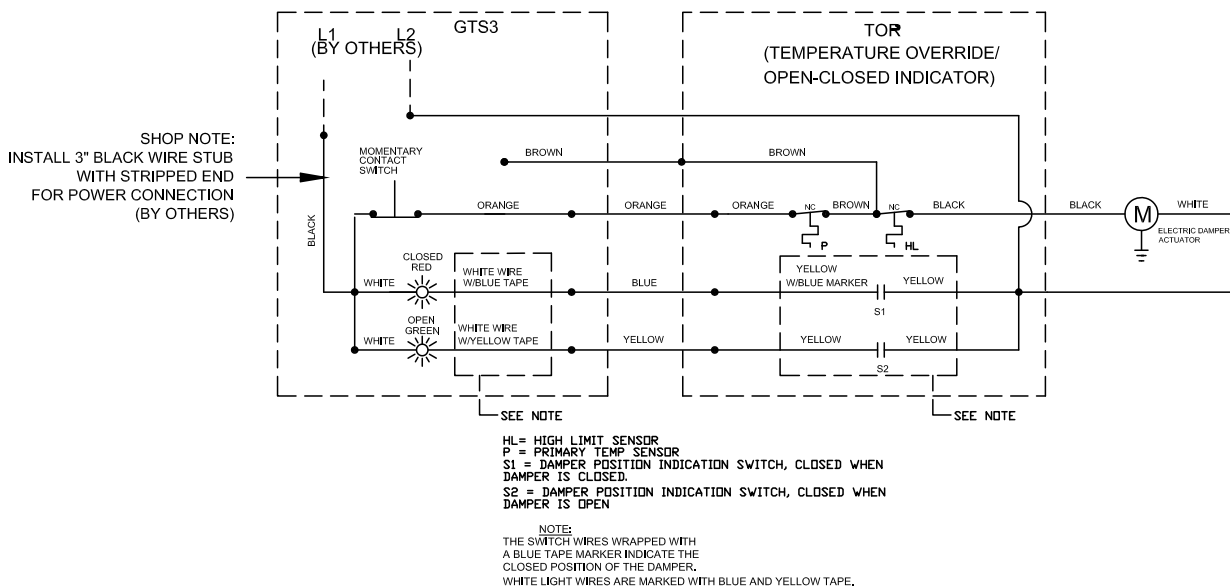 GTS3
L1 L2
(BY OTHERS)
TOR
(TEMPERATURE OVERRIDE/
OPEN-CLOSED INDICATOR)
SHOP NOTE:
INSTALL 3" BLACK WIRE STUB
WITH STRIPPED END
FOR POWER CONNECTION
(BY OTHERS)
MOMENTARY
CONTACT
SWITCH
BROWN
BROWN
BLACK
ORANGE
ORANGE
ORANGE
NC
BROWN
NC
BLACK
BLACK
M
WHITE
P
HL
ELECTRIC DAMPER
ACTUATOR
CLOSED
RED
WHITE
WHITE WIRE
W/BLUE TAPE
BLUE
YELLOW
W/BLUE MARKER
YELLOW
S1
OPEN
GREEN
WHITE
WHITE WIRE
W/YELLOW TAPE
YELLOW
YELLOW
YELLOW
S2
SEE NOTE
SEE NOTE
HL= HIGH LIMIT SENSOR
P = PRIMARY TEMP SENSOR
S1 = DAMPER POSITION INDICATION SWITCH, CLOSED WHEN
DAMPER IS CLOSED.
S2 = DAMPER POSITION INDICATION SWITCH, CLOSED WHEN
DAMPER IS OPEN
NOTE:
THE SWITCH WIRES WRAPPED WITH
A BLUE TAPE MARKER INDICATE THE
CLOSED POSITION OF THE DAMPER.
WHITE LIGHT WIRES ARE MARKED WITH BLUE AND YELLOW TAPE.